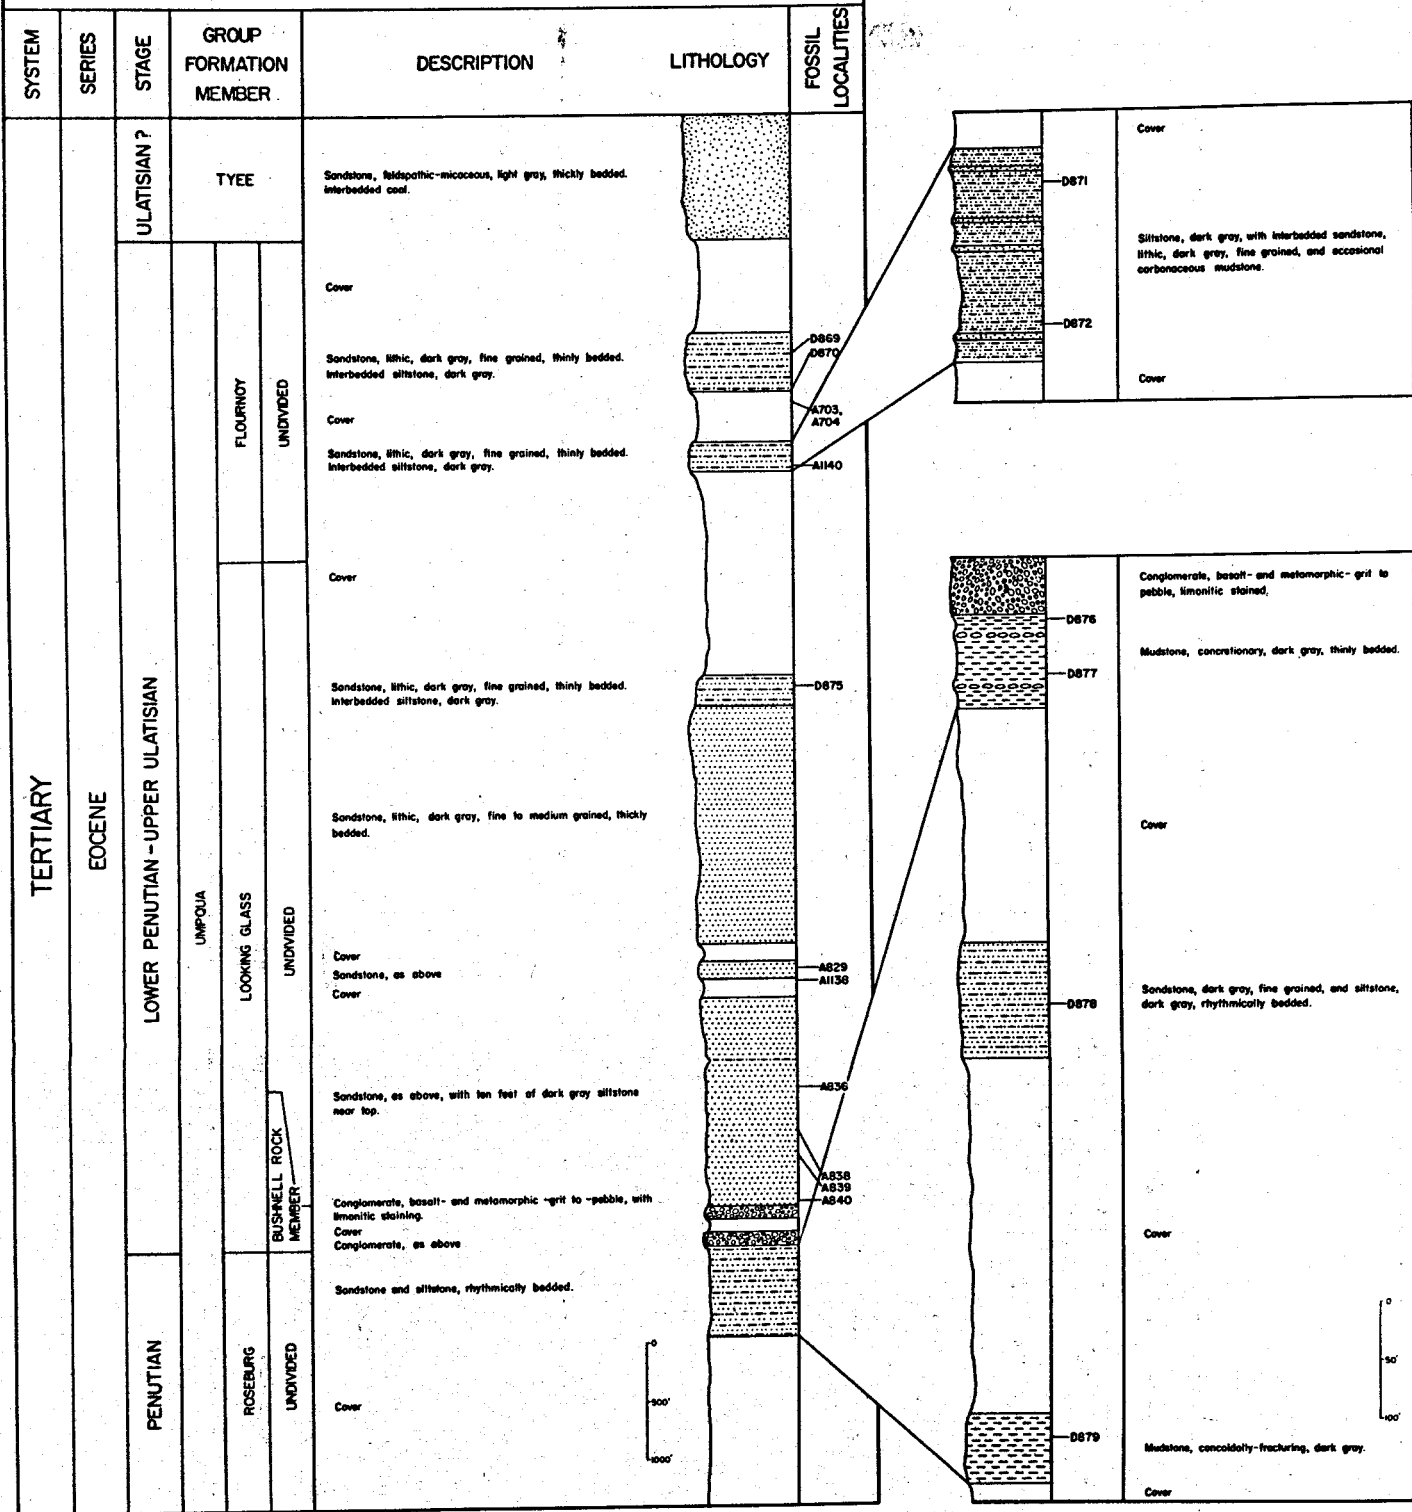 SYSTEM
SERIES
STAGE
GROUP
FORMATION
MEMBER
DESCRIPTION
LITHOLOGY
FOSSIL
LOCALITIES
TERTIARY
EOCENE
ULATISIAN ?
LOWER PENUTIAN - UPPER ULATISIAN
PENUTIAN
TYEE
UMPQUA
FLOURNOY
UNDIVIDED
LOOKING GLASS
UNDIVIDED
BUSHNELL ROCK
MEMBER
ROSEBURG
UNDIVIDED
Sandstone, feldspathic-micaceous, light gray, thickly bedded.
Interbedded coal.
Cover
Sandstone, lithic, dark gray, fine grained, thinly bedded.
Interbedded siltstone, dark gray.
Cover
Sandstone, lithic, dark gray, fine grained, thinly bedded.
Interbedded siltstone, dark gray.
Cover
Sandstone, lithic, dark gray, fine grained, thinly bedded.
Interbedded siltstone, dark gray.
Sandstone, lithic, dark gray, fine to medium grained, thickly
bedded.
Cover
Sandstone, as above
Cover
Sandstone, as above, with ten feet of dark gray siltstone
near top.
Conglomerate, basalt- and metamorphic -grit to -pebble, with
limonitic staining.
Cover
Conglomerate, as above
Sandstone and siltstone, rhythmically bedded.
Cover
0
500'
1000'
D869
D870
A703,
A704
A1140
D875
A829
A1138
A836
A838
A839
A840
Cover
D871
Siltstone, dark gray, with interbedded sandstone,
lithic, dark gray, fine grained, and occasional
carbonaceous mudstone.
D872
Cover
Conglomerate, basalt- and metamorphic- grit to
pebble, limonitic stained.
D876
Mudstone, concretionary, dark gray, thinly bedded.
D877
Cover
Sandstone, dark gray, fine grained, and siltstone,
dark gray, rhythmically bedded.
D878
Cover
0
50'
100'
D879
Mudstone, concoidally-fracturing, dark gray.
Cover